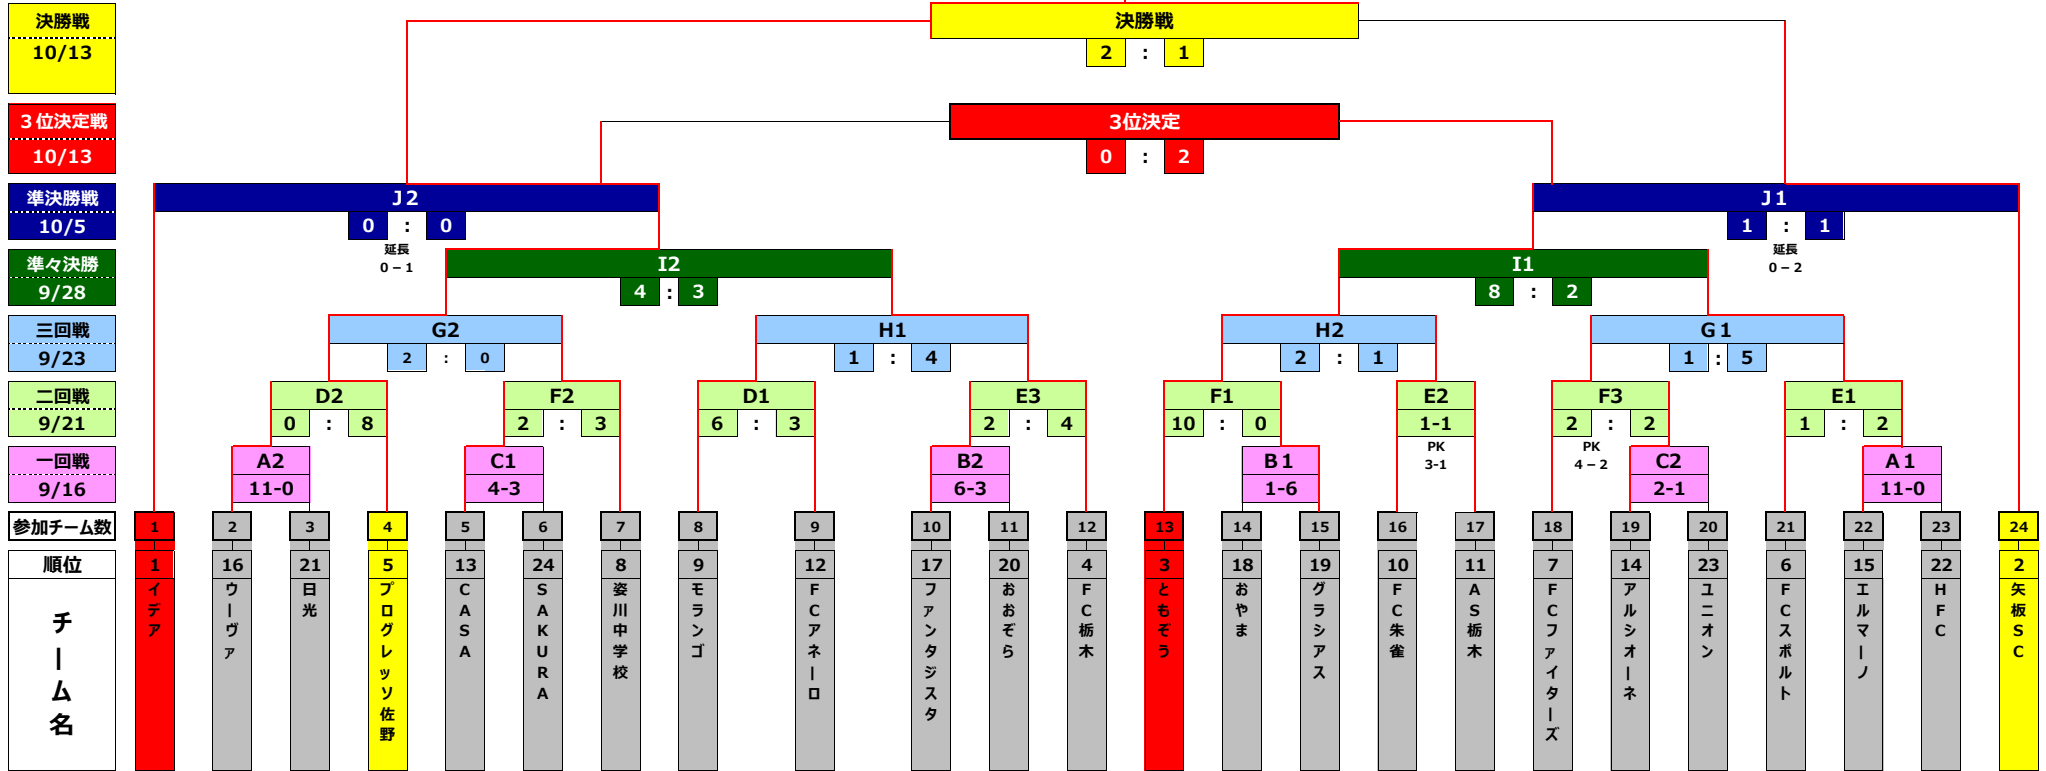 決勝戦
10/13
決勝戦
2 : 1
3位決定戦
10/13
3位決定
0 : 2
準決勝戦
10/5
J2
0 : 0
延長
0－1
J1
1 : 1
延長
0－2
準々決勝
9/28
I2
4 : 3
I1
8 : 2
三回戦
9/23
G2
2 : 0
H1
1 : 4
H2
2 : 1
G1
1 : 5
二回戦
9/21
D2
0 : 8
F2
2 : 3
D1
6 : 3
E3
2 : 4
F1
10 : 0
E2
1-1
PK
3-1
F3
2 : 2
PK
4－2
E1
1 : 2
一回戦
9/16
A2
11-0
C1
4-3
B2
6-3
B1
1-6
C2
2-1
A1
11-0
参加チーム数
1 2 3 4 5 6 7 8 9 10 11 12 13 14 15 16 17 18 19 20 21 22 23 24
順位
1 16 21 5 13 24 8 9 12 17 20 4 3 18 19 10 11 7 14 23 6 15 22 2
チーム名
イデア
ウーヴァ
日光
プログレッソ佐野
CASA
SAKURA
姿川中学校
モランゴ
FCアネーロ
ファンタジスタ
おおぞら
FC栃木
ともぞう
おやま
グラシアス
FC朱雀
AS栃木
FCファイターズ
アルシオーネ
ユニオン
FCスポルト
エルマーノ
HFC
矢板SC